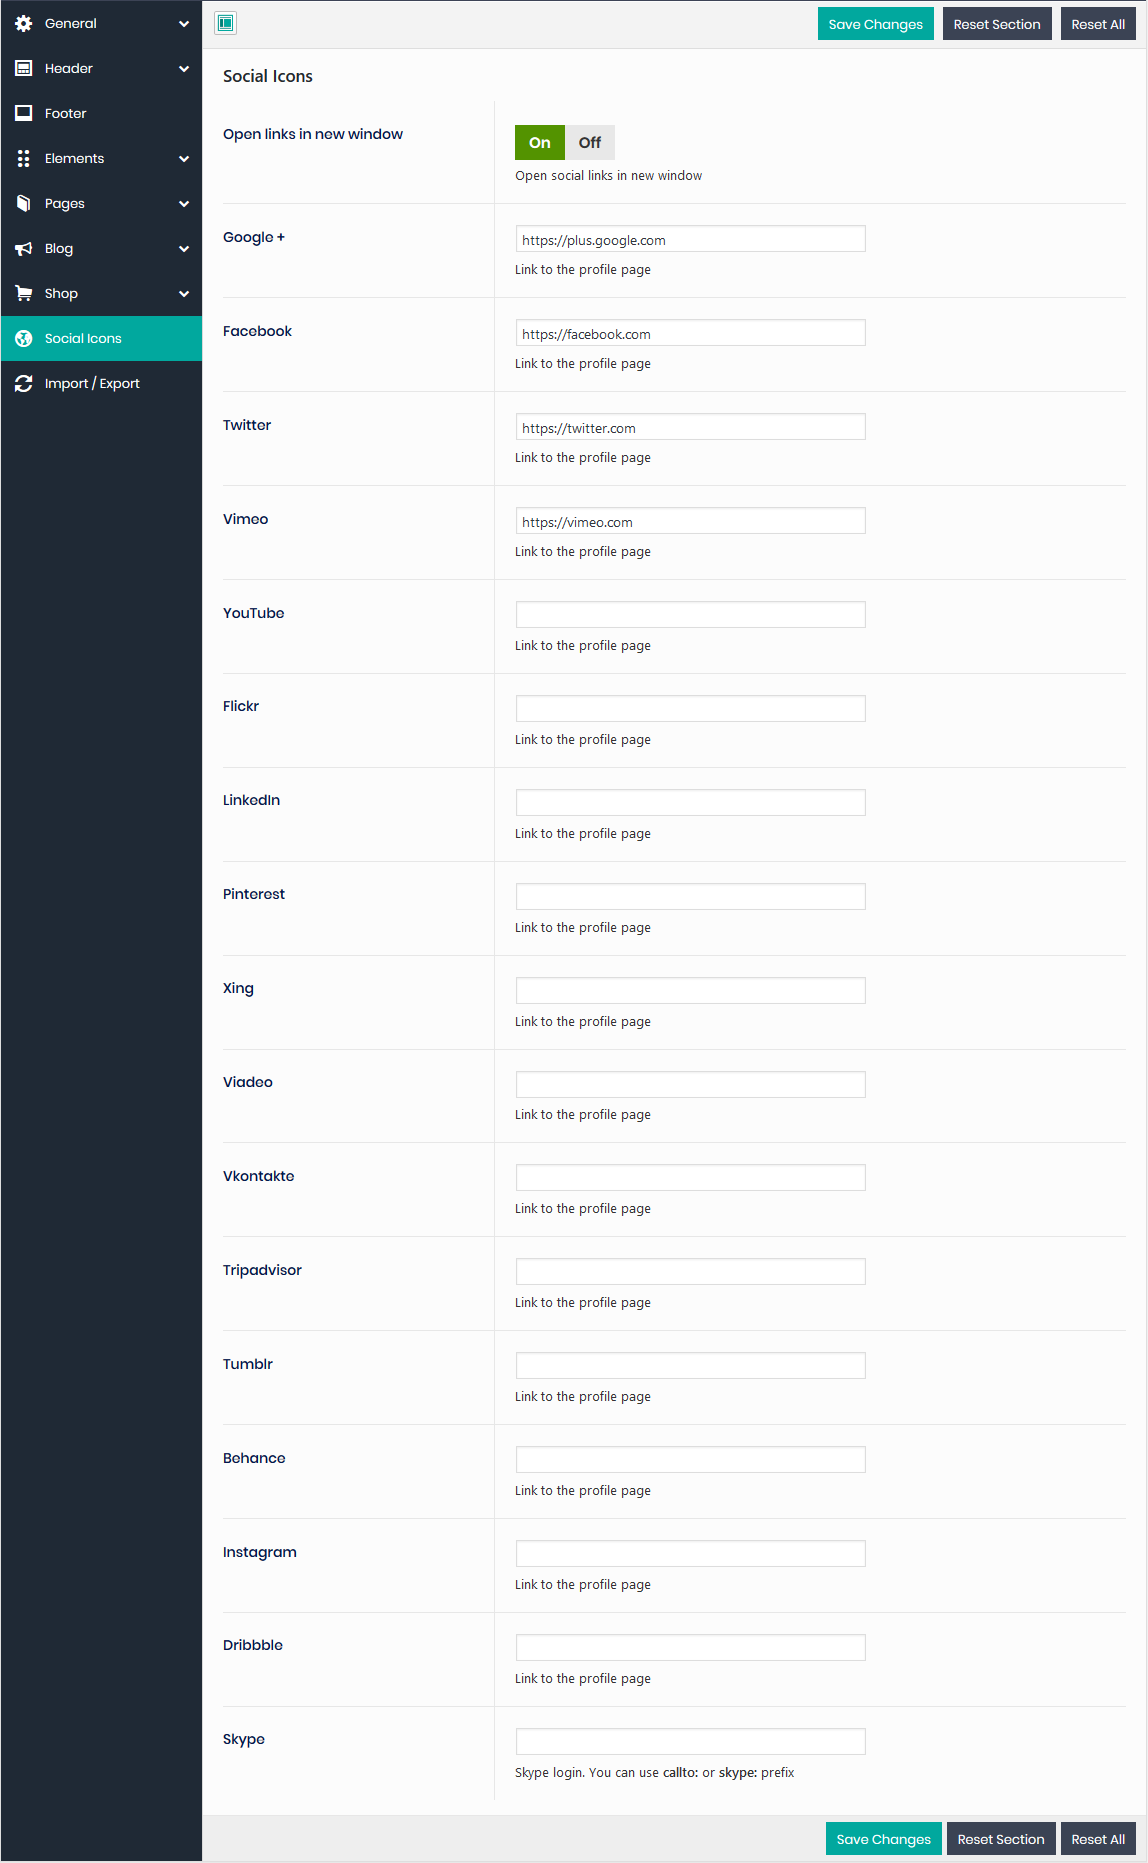 General
Header
Footer
Elements
Pages
Blog
Shop
Social Icons
Import / Export
Save Changes Reset Section Reset All
Social Icons
Open links in new window
On Off
Open social links in new window
Google +
https://plus.google.com
Link to the profile page
Facebook
https://facebook.com
Link to the profile page
Twitter
https://twitter.com
Link to the profile page
Vimeo
https://vimeo.com
Link to the profile page
YouTube
Link to the profile page
Flickr
Link to the profile page
LinkedIn
Link to the profile page
Pinterest
Link to the profile page
Xing
Link to the profile page
Viadeo
Link to the profile page
Vkontakte
Link to the profile page
Tripadvisor
Link to the profile page
Tumblr
Link to the profile page
Behance
Link to the profile page
Instagram
Link to the profile page
Dribbble
Link to the profile page
Skype
Skype login. You can use callto: or skype: prefix
Save Changes Reset Section Reset All